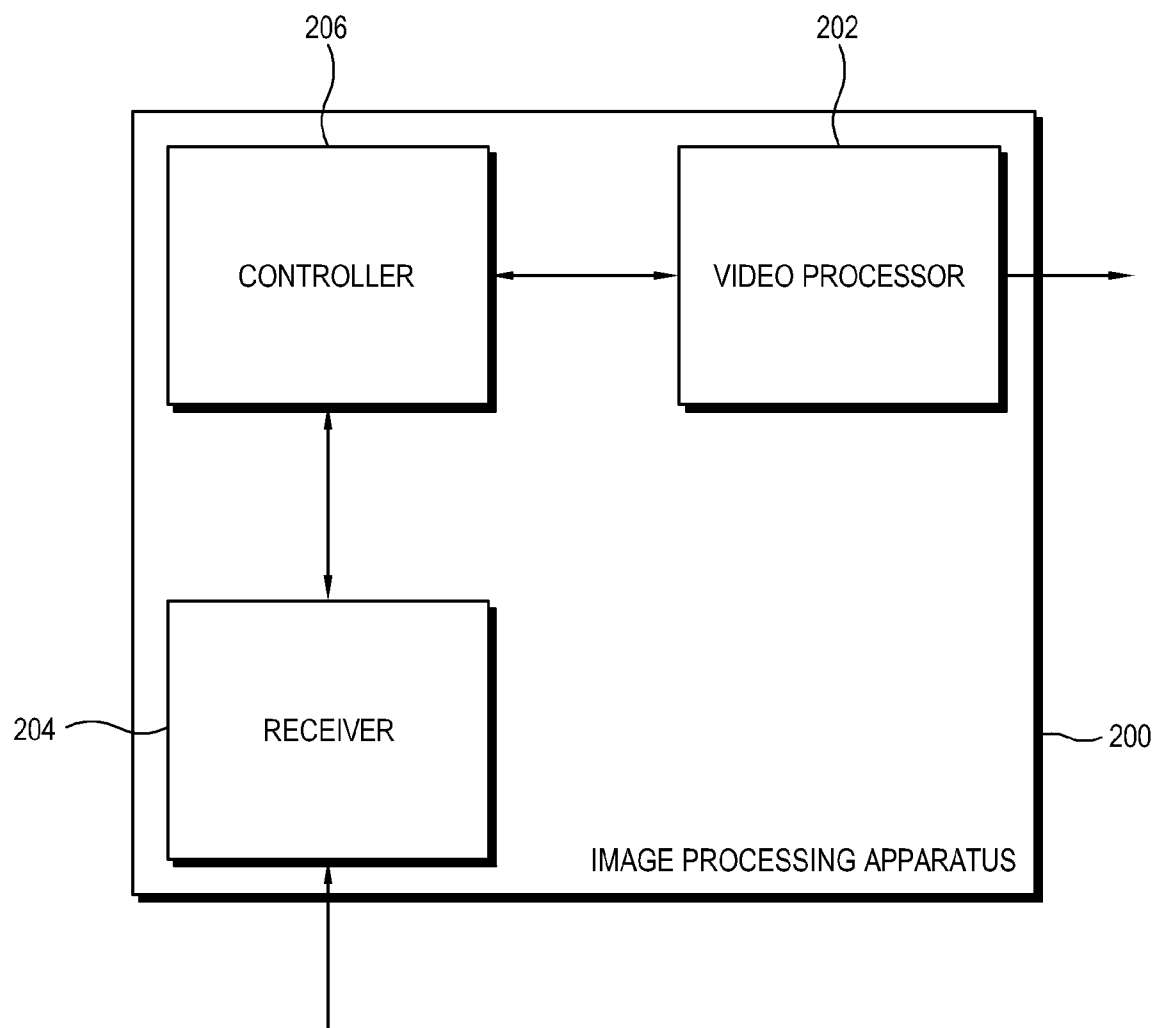 206
202
CONTROLLER
VIDEO PROCESSOR
204
RECEIVER
200
IMAGE PROCESSING APPARATUS